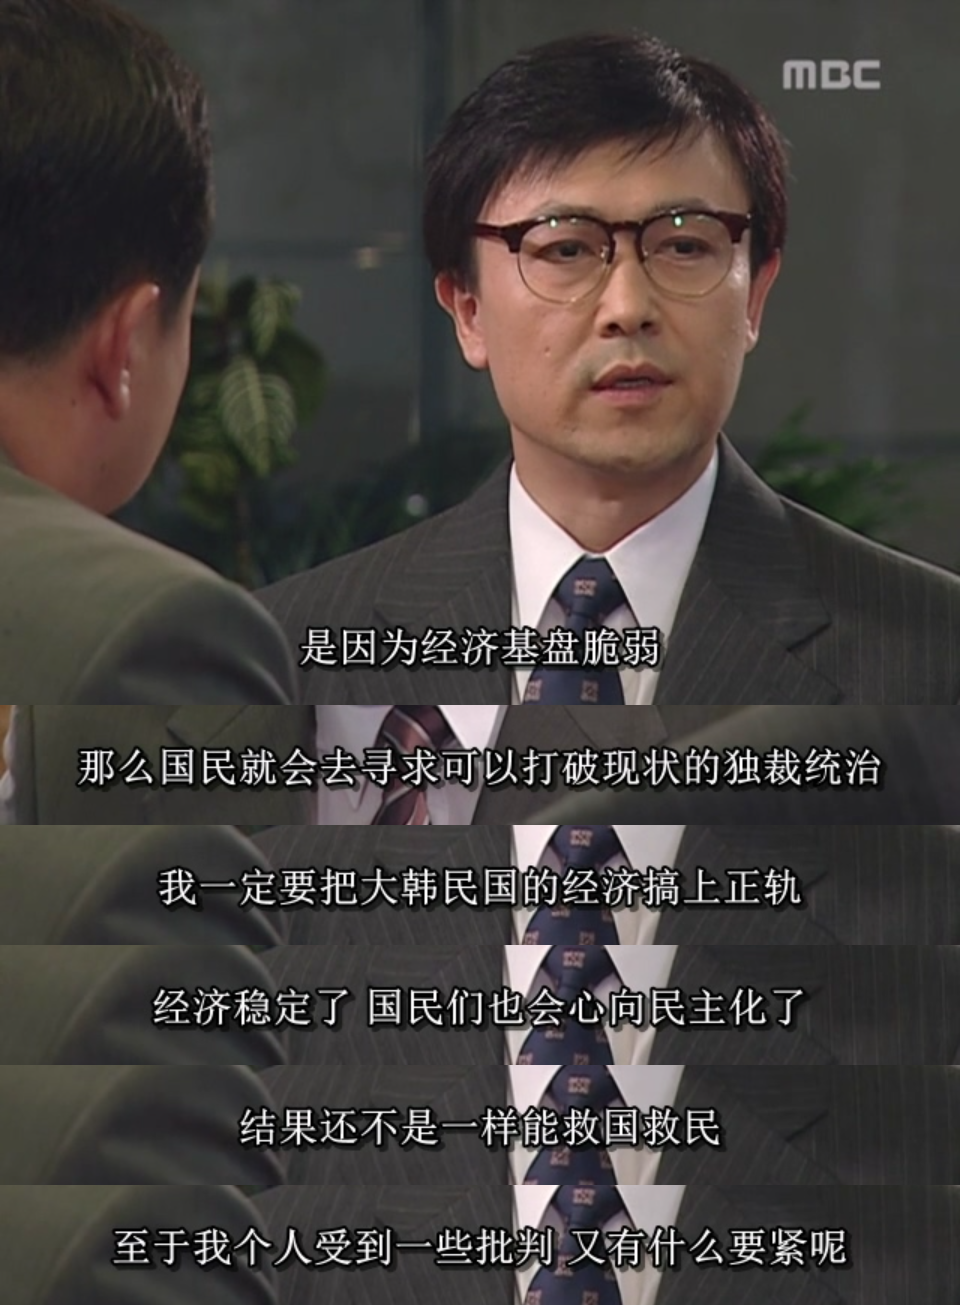 MBC
是因为经济基盘脆弱
那么国民就会去寻求可以打破现状的独裁统治
我一定要把大韩民国的经济搞上正轨
经济稳定了 国民们也会心向民主化了
结果还不是一样能救国救民
至于我个人受到一些批判 又有什么要紧呢